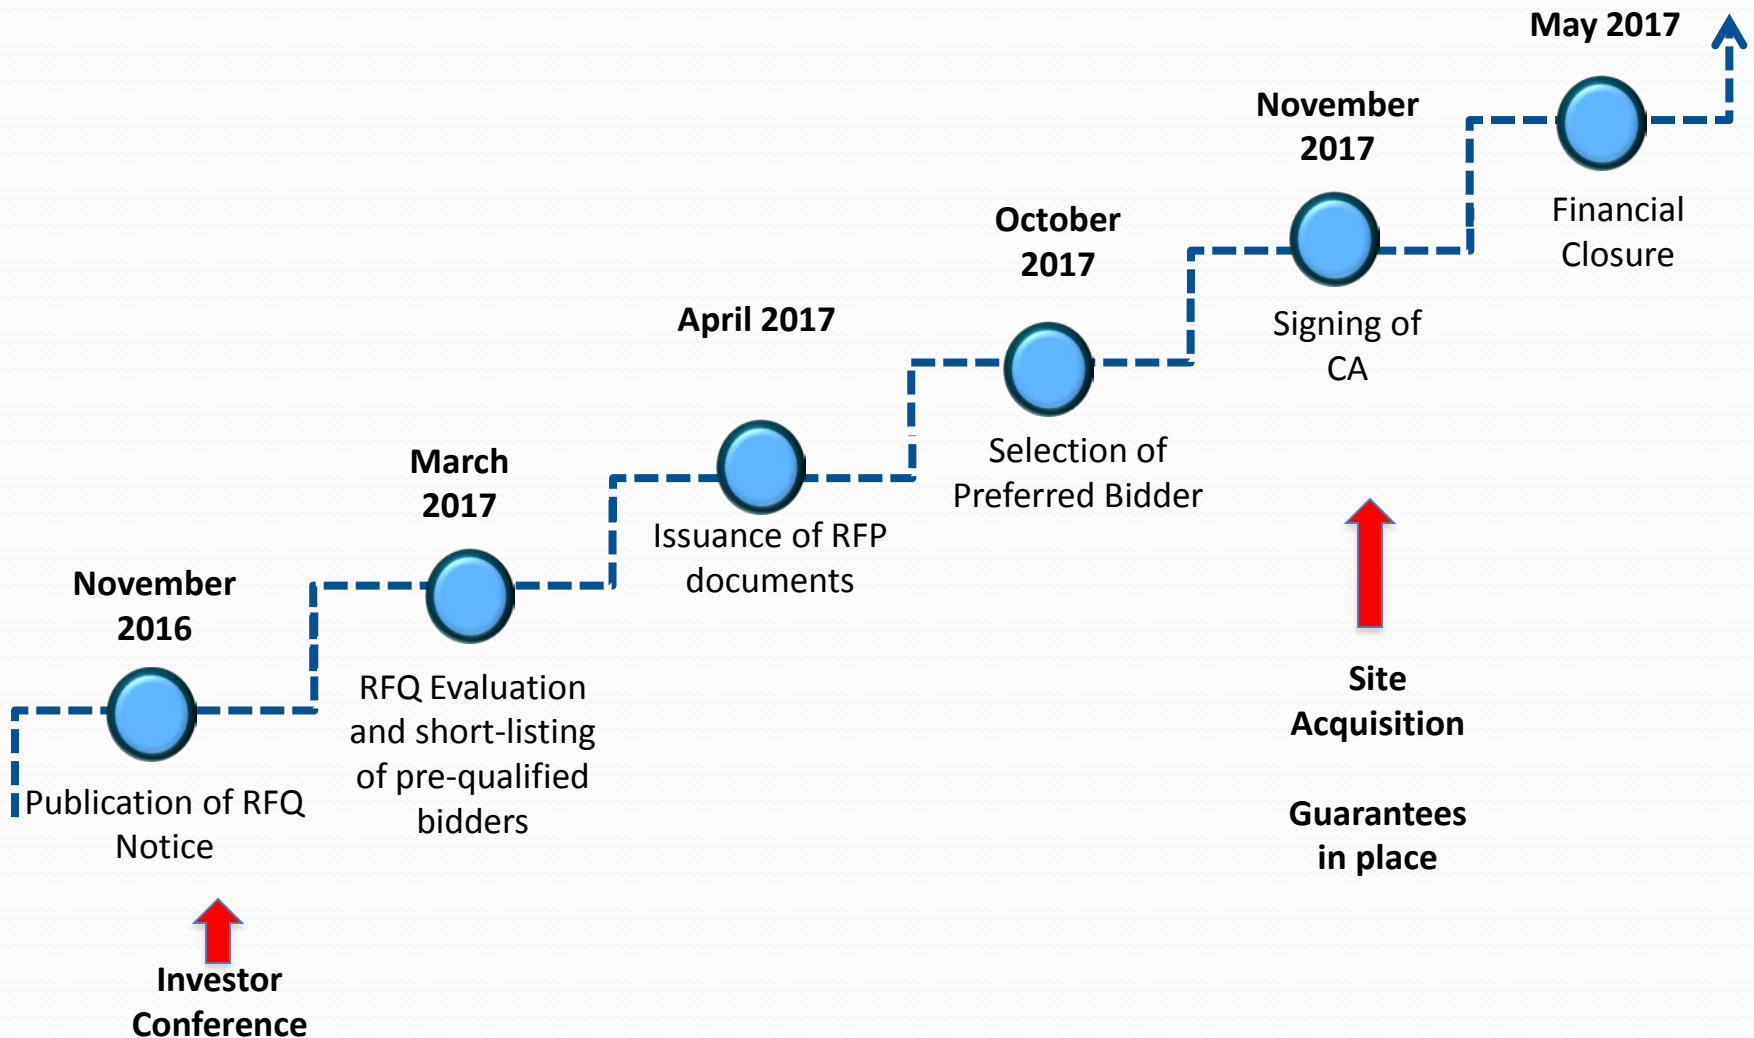 November
2016
Publication of RFQ
Notice
Investor
Conference
March
2017
RFQ Evaluation
and short-listing
of pre-qualified
bidders
April 2017
Issuance of RFP
documents
October
2017
Selection of
Preferred Bidder
November
2017
Signing of
CA
Site
Acquisition
Guarantees
in place
May 2017
Financial
Closure